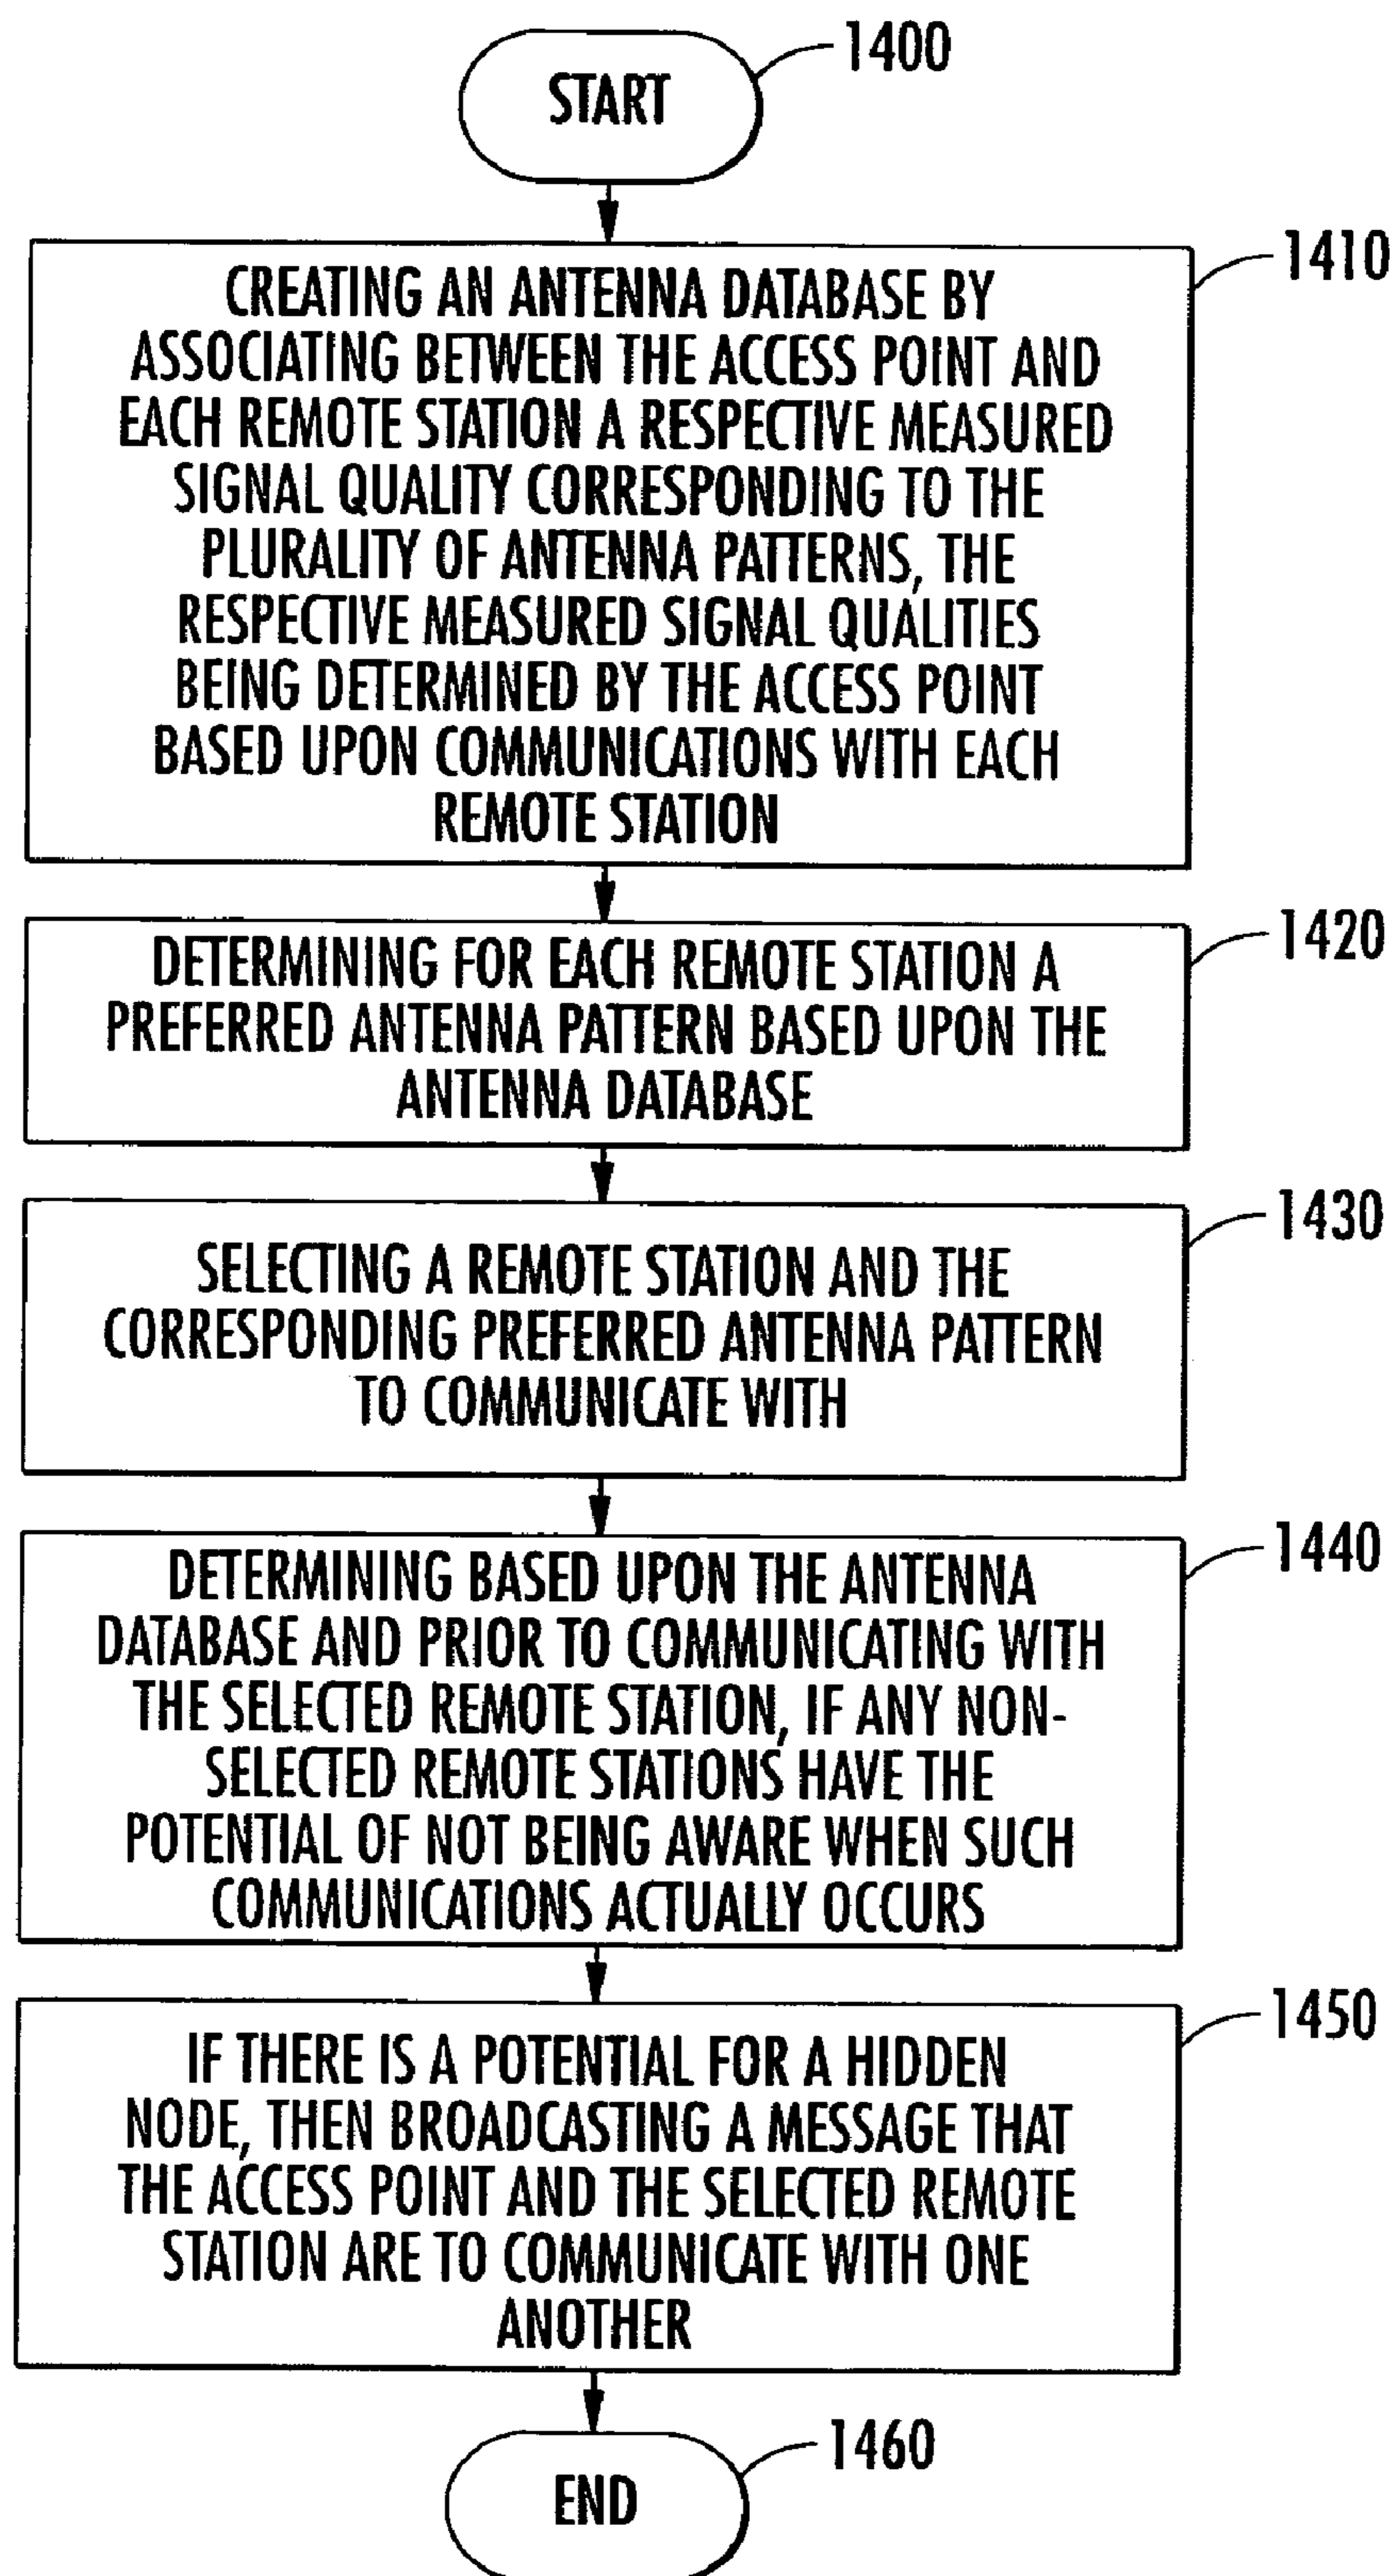 START
1400
1410
CREATING AN ANTENNA DATABASE BY
ASSOCIATING BETWEEN THE ACCESS POINT AND
EACH REMOTE STATION A RESPECTIVE MEASURED
SIGNAL QUALITY CORRESPONDING TO THE
PLURALITY OF ANTENNA PATTERNS, THE
RESPECTIVE MEASURED SIGNAL QUALITIES
BEING DETERMINED BY THE ACCESS POINT
BASED UPON COMMUNICATIONS WITH EACH
REMOTE STATION
1420
DETERMINING FOR EACH REMOTE STATION A
PREFERRED ANTENNA PATTERN BASED UPON THE
ANTENNA DATABASE
1430
SELECTING A REMOTE STATION AND THE
CORRESPONDING PREFERRED ANTENNA PATTERN
TO COMMUNICATE WITH
1440
DETERMINING BASED UPON THE ANTENNA
DATABASE AND PRIOR TO COMMUNICATING WITH
THE SELECTED REMOTE STATION, IF ANY NON-
SELECTED REMOTE STATIONS HAVE THE
POTENTIAL OF NOT BEING AWARE WHEN SUCH
COMMUNICATIONS ACTUALLY OCCURS
1450
IF THERE IS A POTENTIAL FOR A HIDDEN
NODE, THEN BROADCASTING A MESSAGE THAT
THE ACCESS POINT AND THE SELECTED REMOTE
STATION ARE TO COMMUNICATE WITH ONE
ANOTHER
1460
END